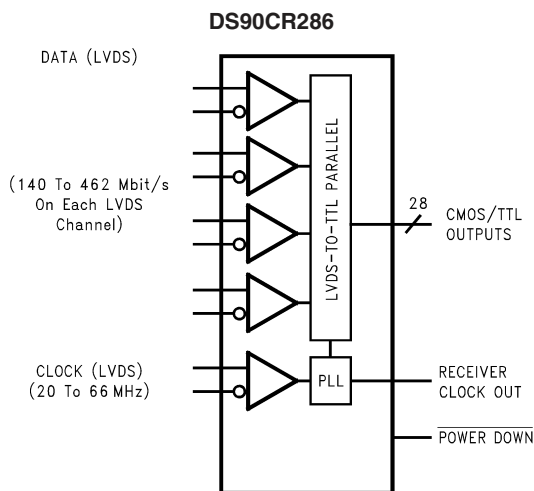 DS90CR286
DATA (LVDS)
(140 To 462 Mbit/s
On Each LVDS
Channel)
LVDS-TO-TTL PARALLEL
28
CMOS/TTL
OUTPUTS
CLOCK (LVDS)
(20 To 66 MHz)
PLL
RECEIVER
CLOCK OUT
POWER DOWN